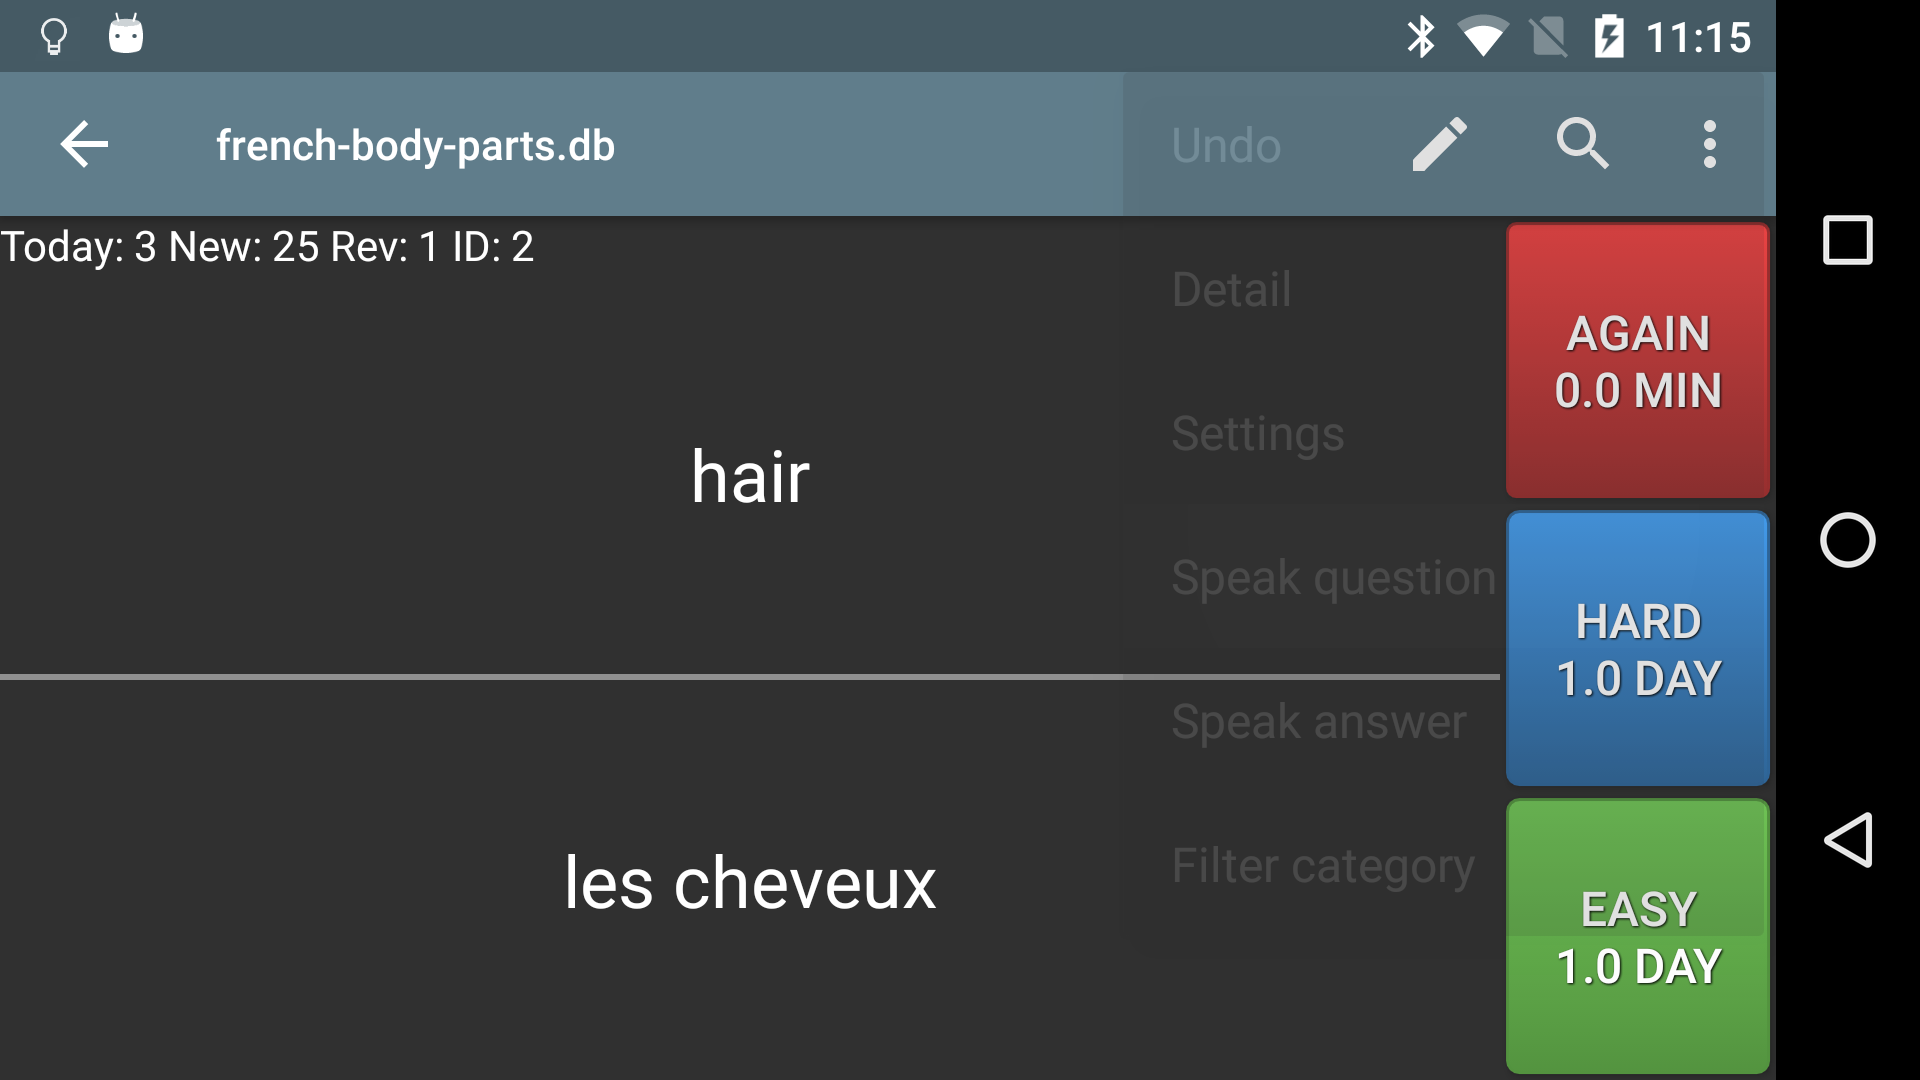 11:15
french-body-parts.db
Undo
Today: 3 New: 25 Rev: 1 ID: 2
Detail
AGAIN
0.0 MIN
Settings
hair
Speak question
HARD
1.0 DAY
Speak answer
Filter category
les cheveux
EASY
1.0 DAY